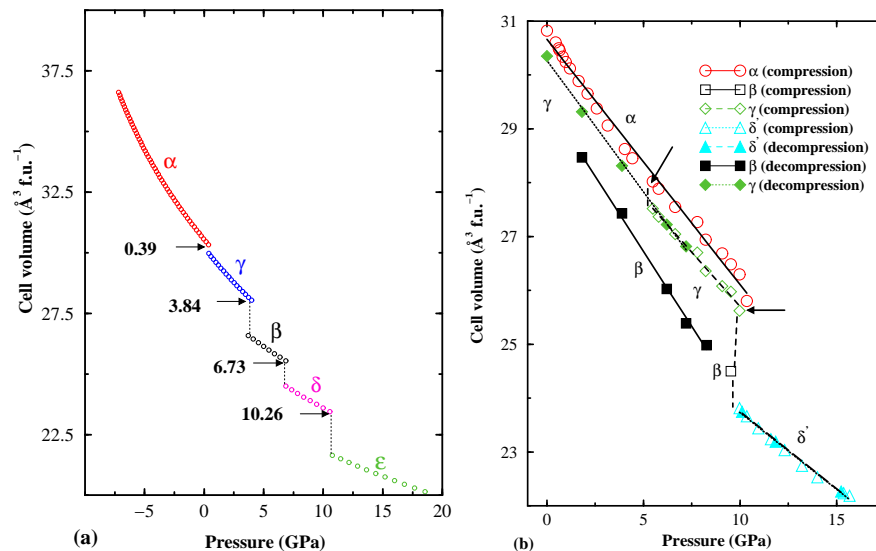 37.5
32.5
27.5
22.5
Cell volume (Å³ f.u.⁻¹)
−5
0
5
10
15
20
Pressure (GPa)
(a)
α
0.39
γ
3.84
β
6.73
δ
10.26
ε
31
29
27
25
23
Cell volume (Å³ f.u.⁻¹)
0
5
10
15
Pressure (GPa)
(b)
α (compression)
β (compression)
γ (compression)
δ’ (compression)
δ’ (decompression)
β (decompression)
γ (decompression)
γ
α
β
γ
β
δ’